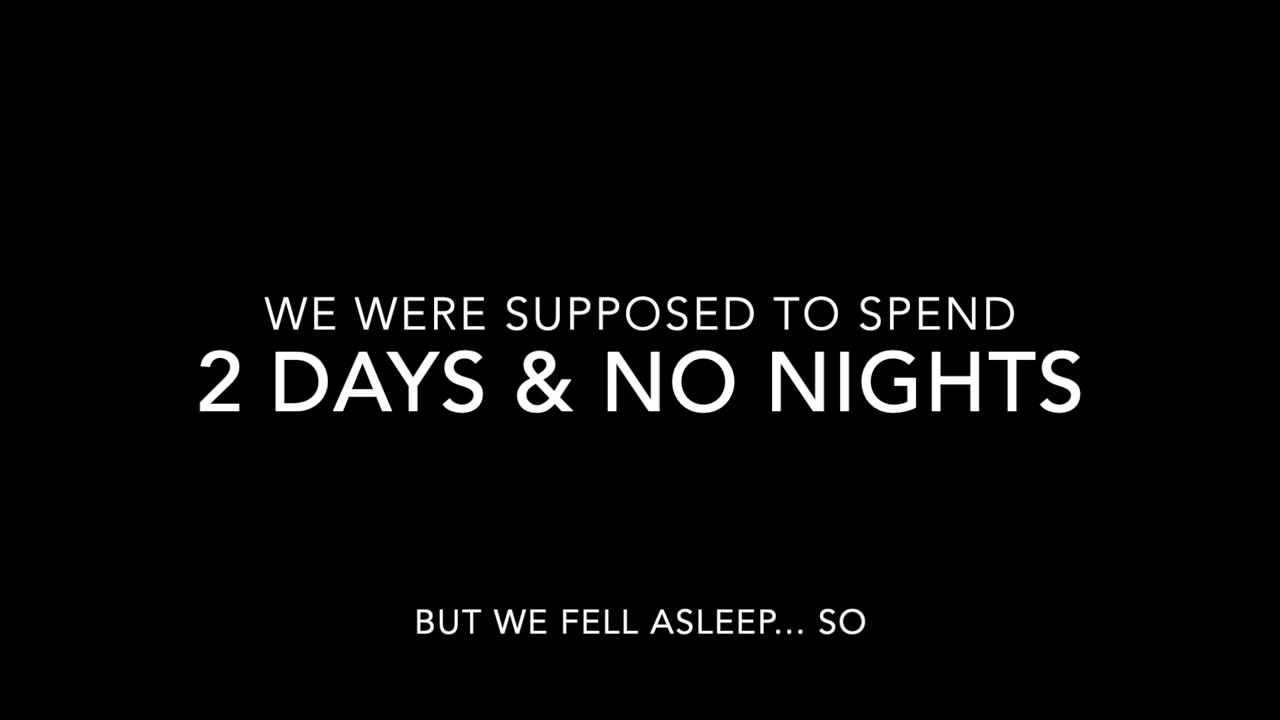 WE WERE SUPPOSED TO SPEND
2 DAYS & NO NIGHTS
BUT WE FELL ASLEEP... SO